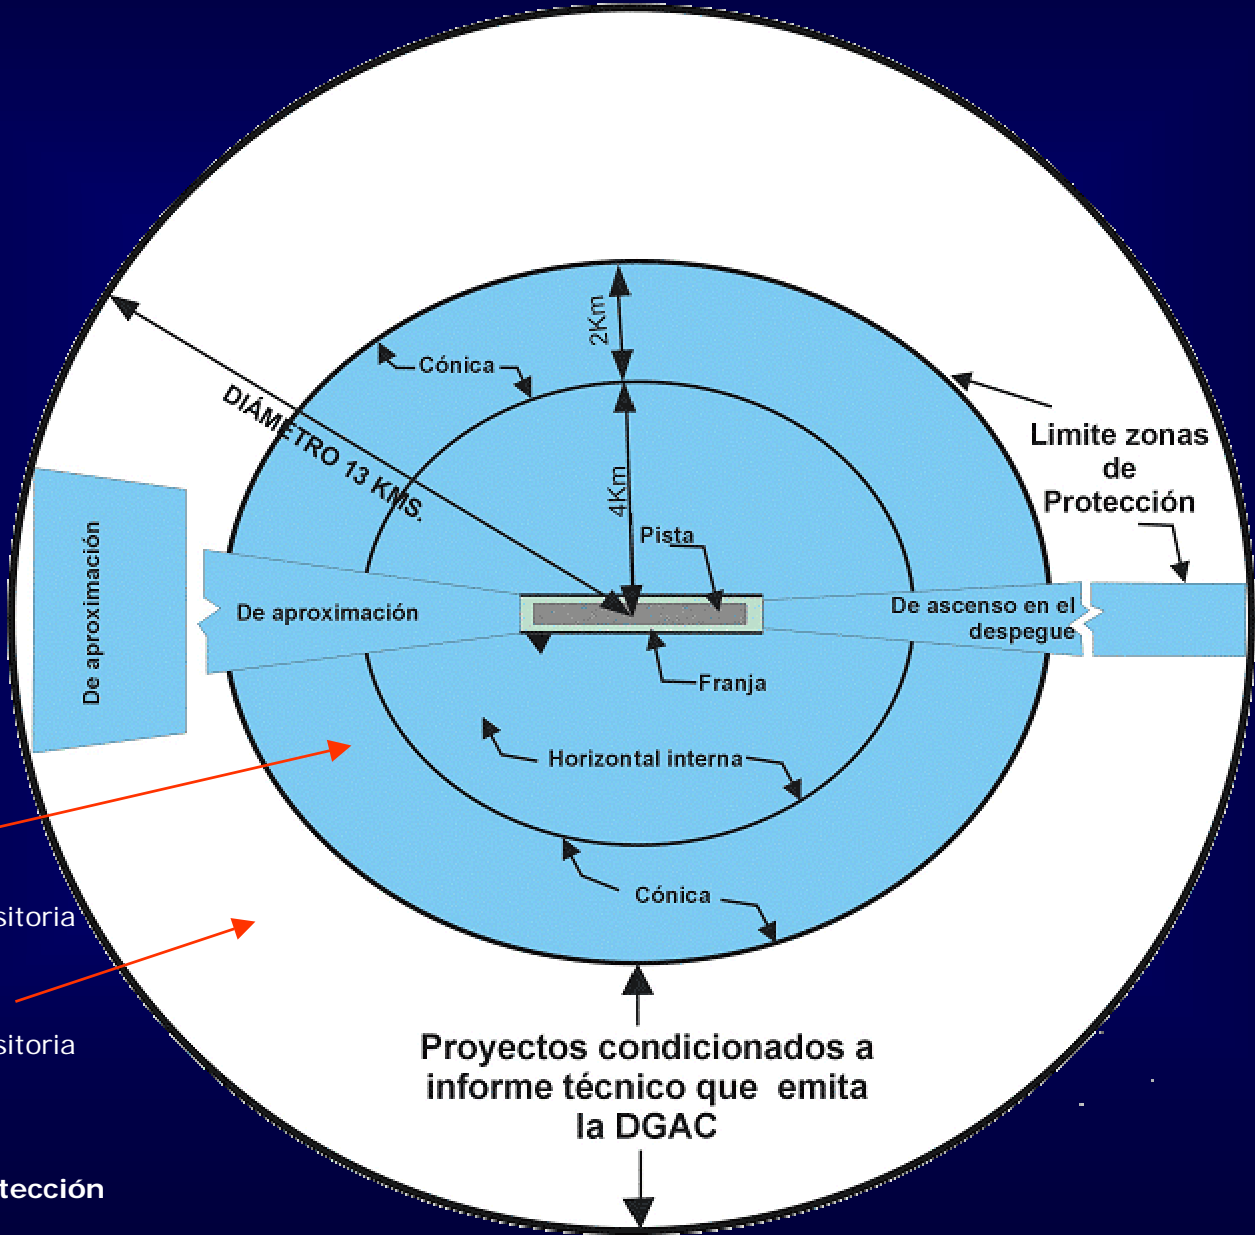 2Km
Cónica
DIÁMETRO 13 KMS.
Limite zonas
de
Protección
4Km
Pista
De aproximación
De aproximación
De ascenso en el
despegue
Franja
Horizontal interna
Cónica
sitoria
sitoria
Proyectos condicionados a
informe técnico que emita
la DGAC
tección